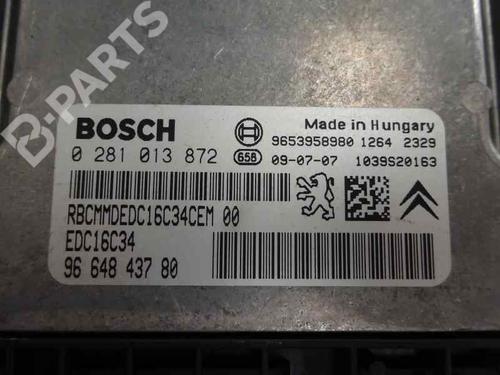 B-PARTS
BOSCH
Made in Hungary
9653958980 1264 2329
0 281 013 872 658 09-07-07 1039S20163
RBCMMDEDC16C34CEM 00
EDC16C34
96 648 437 80